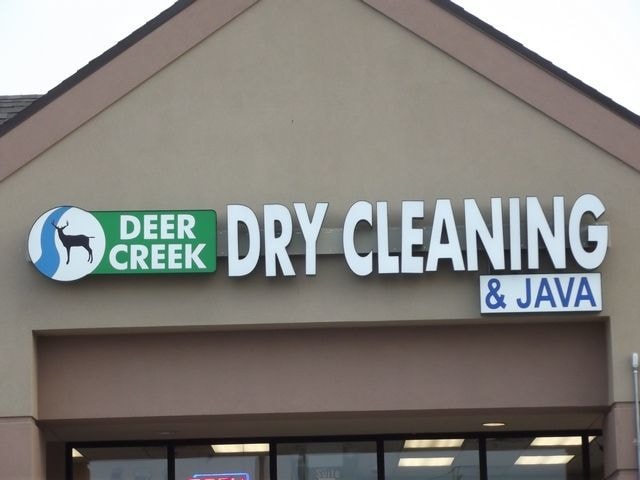 DEER
CREEK
DRY CLEANING
& JAVA